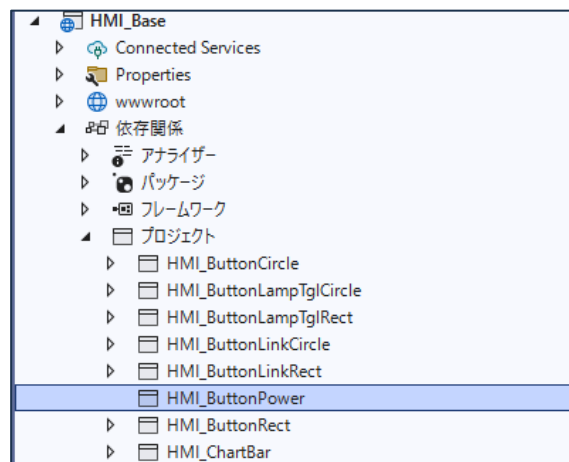 HMI_Base
Connected Services
Properties
wwwroot
依存関係
アナライザー
パッケージ
フレームワーク
プロジェクト
HMI_ButtonCircle
HMI_ButtonLampTglCircle
HMI_ButtonLampTglRect
HMI_ButtonLinkCircle
HMI_ButtonLinkRect
HMI_ButtonPower
HMI_ButtonRect
HMI_ChartBar